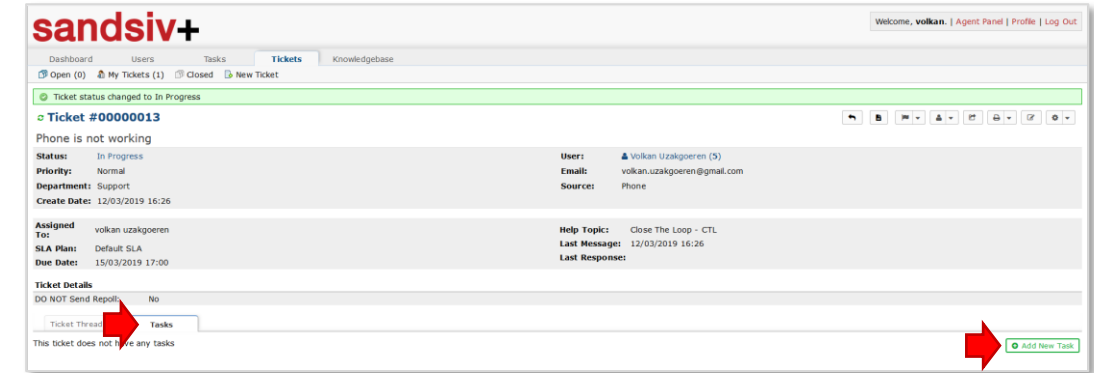 sandsiv+
Welcome, volkan. | Agent Panel | Profile | Log Out
Dashboard Users Tasks Tickets Knowledgebase
Open (0) My Tickets (1) Closed New Ticket
Ticket status changed to In Progress
Ticket #00000013
Phone is not working
Status: In Progress User: Volkan Uzakgoeren (5)
Priority: Normal Email: volkan.uzakgoeren@gmail.com
Department: Support Source: Phone
Create Date: 12/03/2019 16:26
Assigned To: volkan uzakgoeren Help Topic: Close The Loop - CTL
SLA Plan: Default SLA Last Message: 12/03/2019 16:26
Due Date: 15/03/2019 17:00 Last Response:
Ticket Details
DO NOT Send Repoll: No
Ticket Thread Tasks
This ticket does not have any tasks
Add New Task